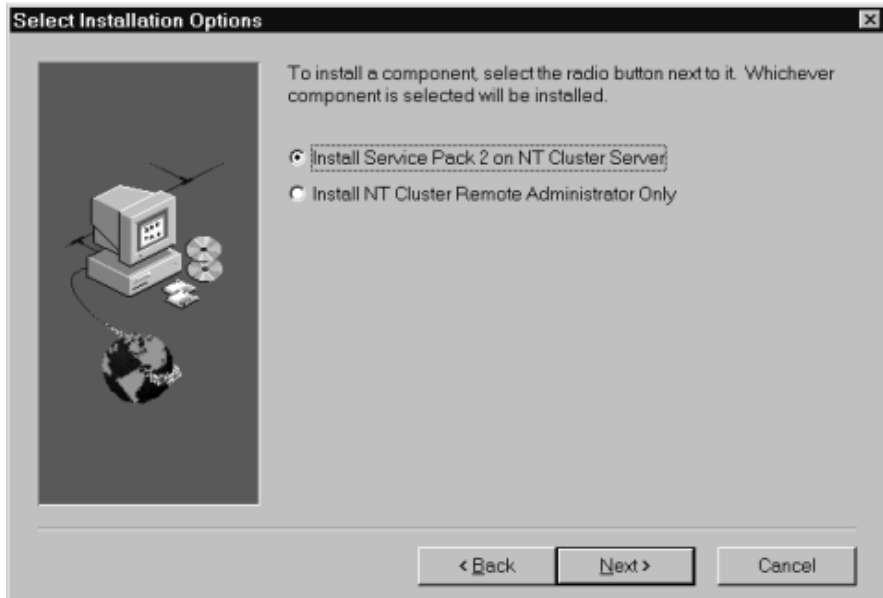 Select Installation Options
To install a component, select the radio button next to it. Whichever
component is selected will be installed.
Install Service Pack 2 on NT Cluster Server
Install NT Cluster Remote Administrator Only
< Back
Next >
Cancel